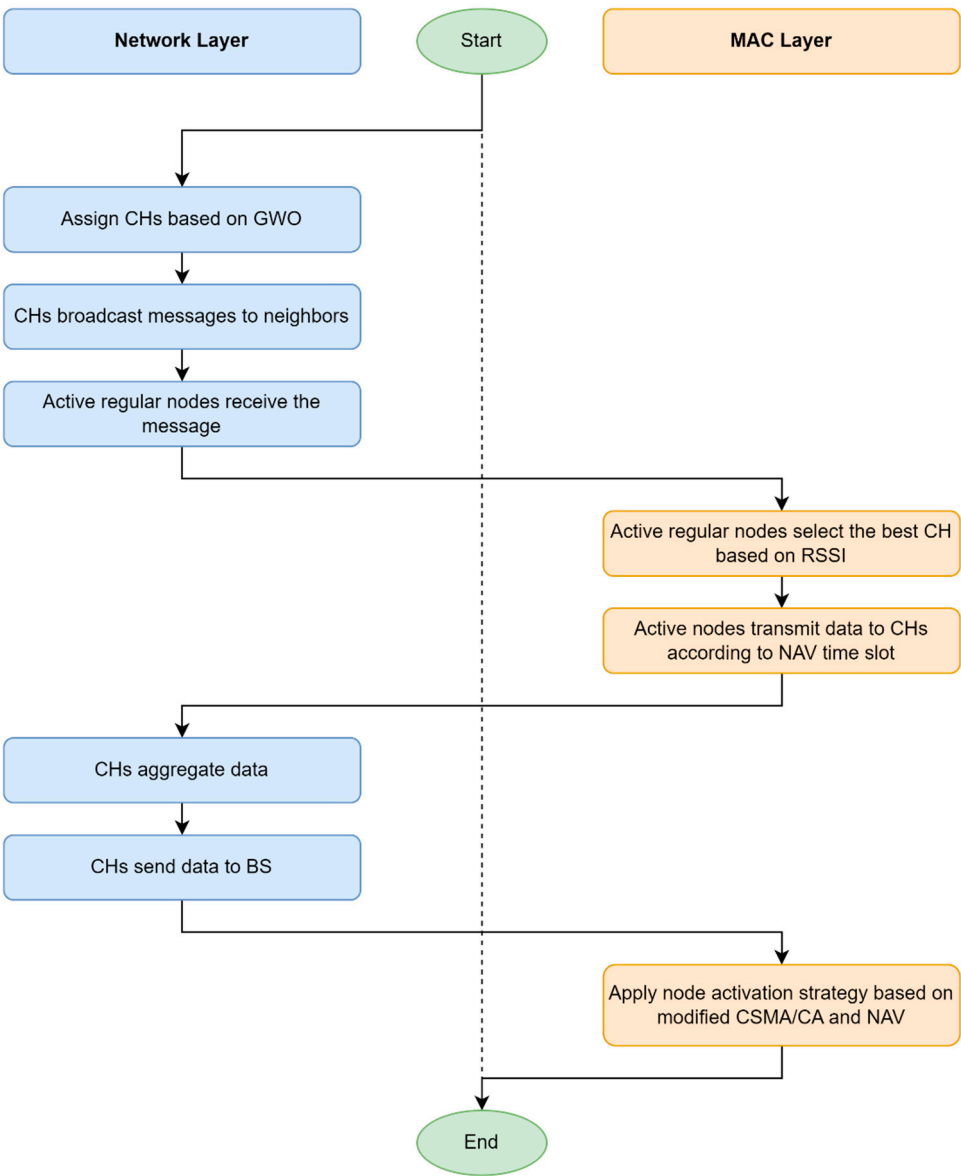 Network Layer
Start
MAC Layer
Assign CHs based on GWO
CHs broadcast messages to neighbors
Active regular nodes receive the
message
Active regular nodes select the best CH
based on RSSI
Active nodes transmit data to CHs
according to NAV time slot
CHs aggregate data
CHs send data to BS
Apply node activation strategy based on
modified CSMA/CA and NAV
End